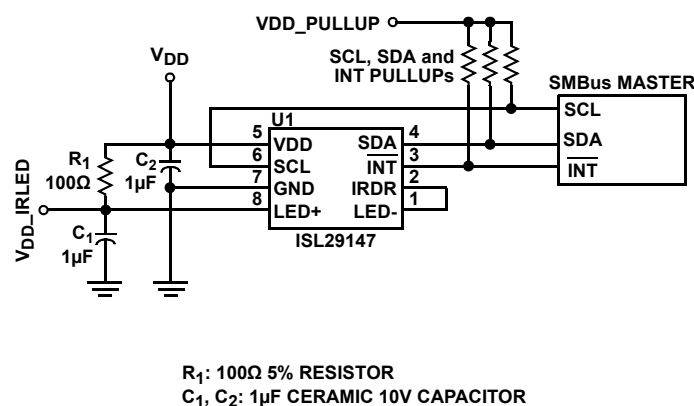 VDD_PULLUP
VDD
SCL, SDA and
INT PULLUPs
SMBus MASTER
SCL
SDA
INT
U1
R1
100Ω
C2
1µF
5 VDD SDA 4
6 SCL INT 3
7 GND IRDR 2
8 LED+ LED- 1
ISL29147
VDD_IRLED
C1
1µF
R1: 100Ω 5% RESISTOR
C1, C2: 1µF CERAMIC 10V CAPACITOR